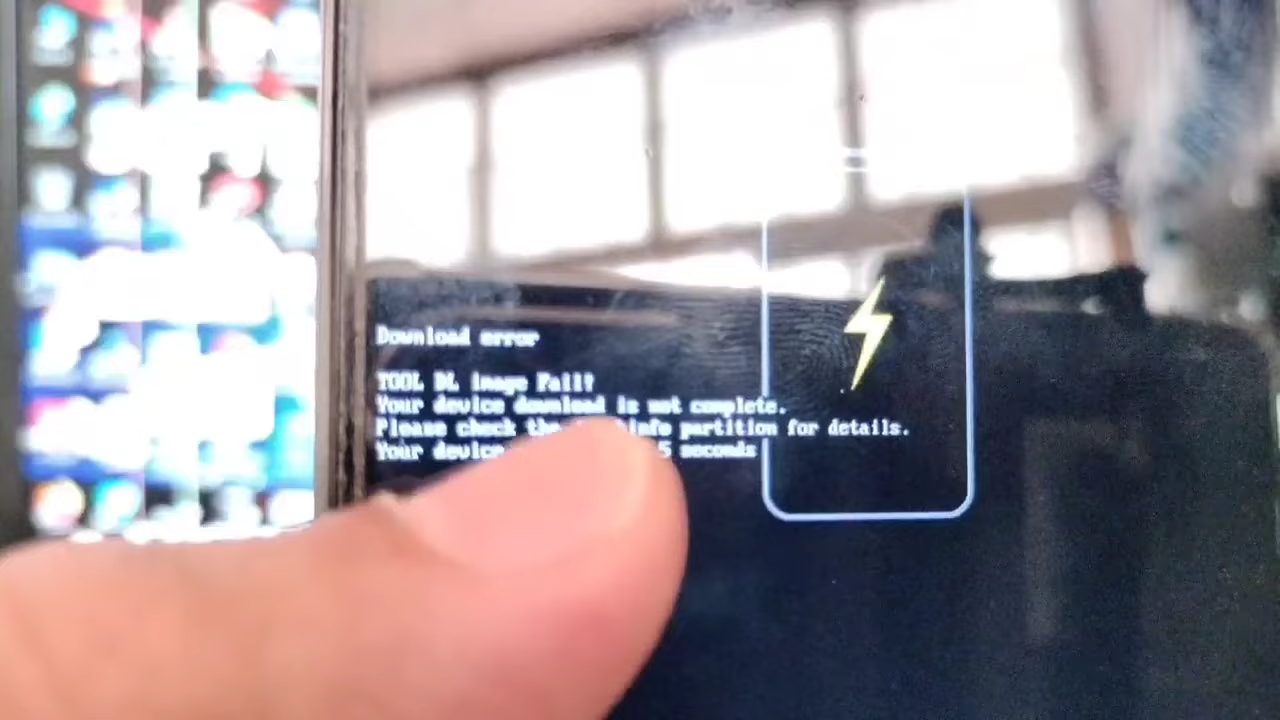 Download error
TOOL DL image Fail!
Your device download is not complete.
Please check the partition for details.
Your device 5 seconds